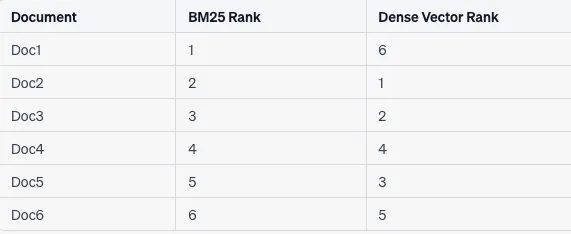 Document BM25 Rank Dense Vector Rank
Doc1 1 6
Doc2 2 1
Doc3 3 2
Doc4 4 4
Doc5 5 3
Doc6 6 5